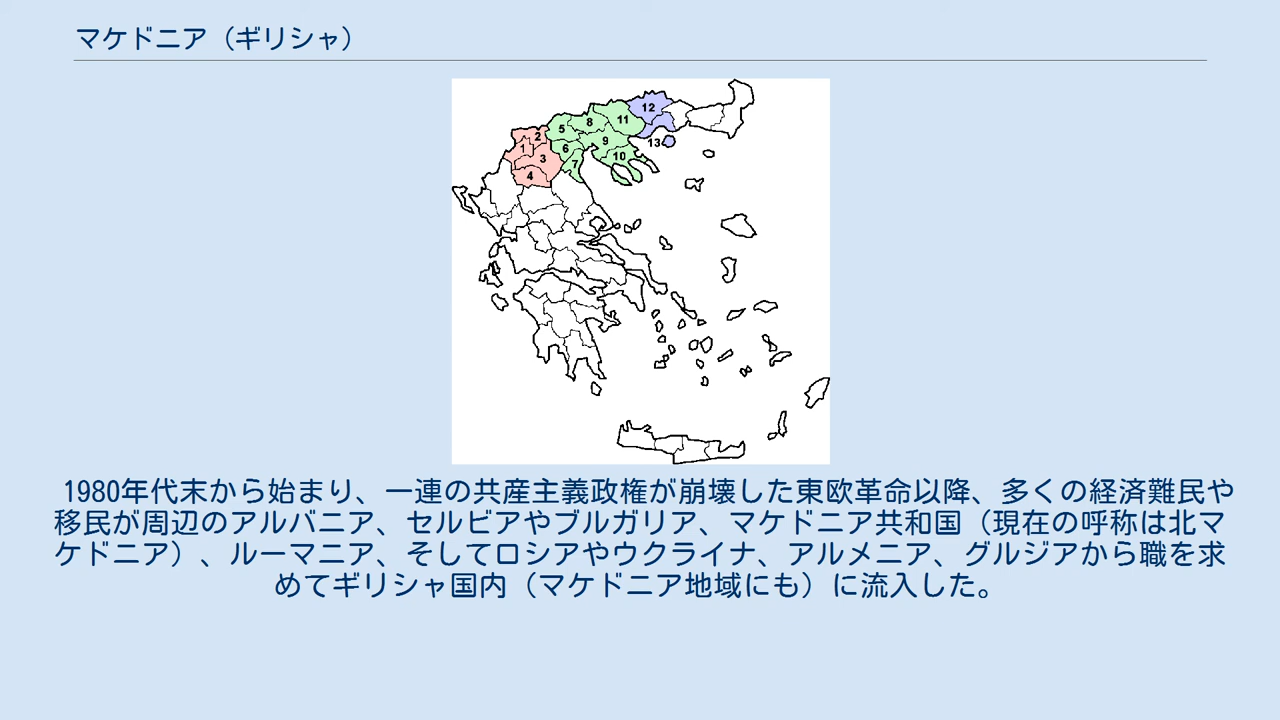 マケドニア（ギリシャ）
12
11
8
5
13
9
2
6
1
10
3
7
4
1980年代末から始まり、一連の共産主義政権が崩壊した東欧革命以降、多くの経済難民や
移民が周辺のアルバニア、セルビアやブルガリア、マケドニア共和国（現在の呼称は北マ
ケドニア）、ルーマニア、そしてロシアやウクライナ、アルメニア、グルジアから職を求
めてギリシャ国内（マケドニア地域にも）に流入した。